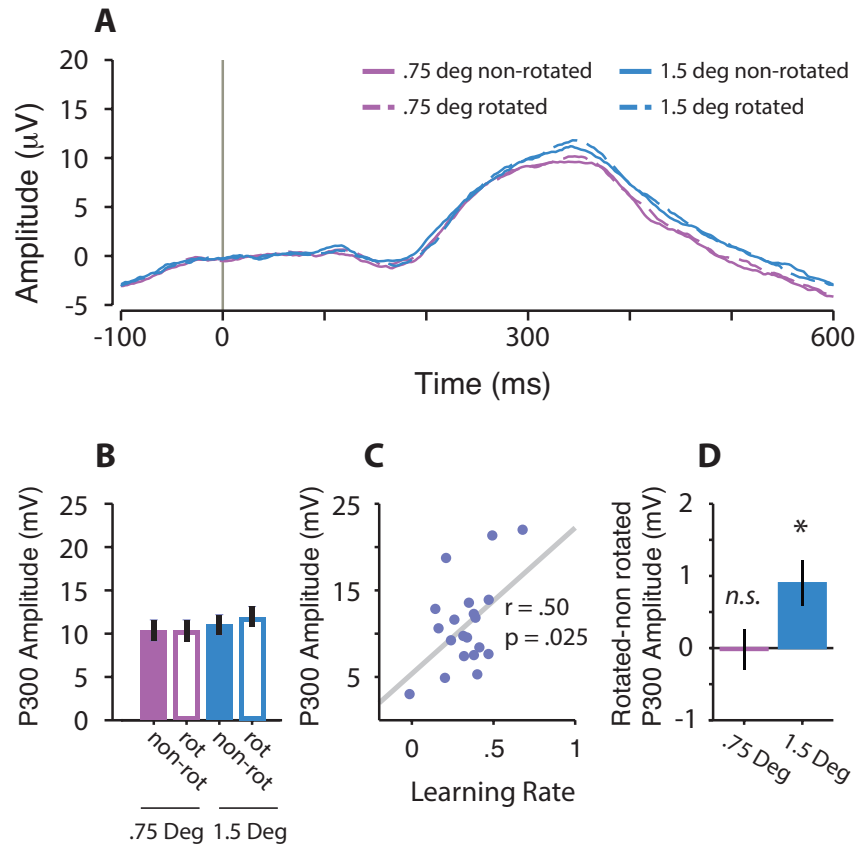 A
Amplitude (μV)
20
15
10
5
0
-5
.75 deg non-rotated
1.5 deg non-rotated
.75 deg rotated
1.5 deg rotated
-100
0
300
600
Time (ms)
B
P300 Amplitude (mV)
25
20
15
10
5
0
non-rot
rot
non-rot
rot
.75 Deg
1.5 Deg
C
P300 Amplitude (mV)
25
15
5
r = .50
p = .025
0
.5
1
Learning Rate
D
Rotated-non rotated
P300 Amplitude (mV)
2
1
0
-1
n.s.
*
.75 Deg
1.5 Deg